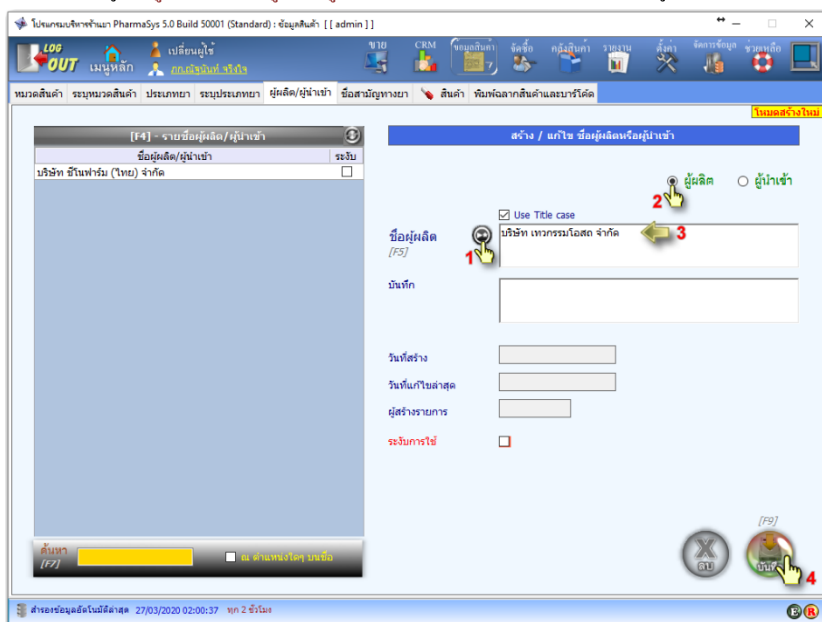 โปรแกรมบริหารร้านยา PharmaSys 5.0 Build 50001 (Standard) : ข้อมูลสินค้า [ [ admin ] ]
LOG OUT
เมนูหลัก
เปลี่ยนผู้ใช้
ภก.ณัฐนันท์ จริงใจ
ขาย
CRM
ข้อมูลสินค้า
จัดซื้อ
คลังสินค้า
รายงาน
ตั้งค่า
จัดการข้อมูล
ช่วยเหลือ
หมวดสินค้า ระบุหมวดสินค้า ประเภทยา ระบุประเภทยา ผู้ผลิต/ผู้นำเข้า ชื่อสามัญทางยา สินค้า พิมพ์ฉลากสินค้าและบาร์โค้ด
โหมดสร้างใหม่
[F4] - รายชื่อผู้ผลิต/ผู้นำเข้า
สร้าง / แก้ไข ชื่อผู้ผลิตหรือผู้นำเข้า
ชื่อผู้ผลิต/ผู้นำเข้า ระงับ
บริษัท ชีโนฟาร์ม (ไทย) จำกัด
ผู้ผลิต ผู้นำเข้า
2
Use Title case
ชื่อผู้ผลิต
[F5]
1
บริษัท เทวกรรมโอสถ จำกัด
3
บันทึก
วันที่สร้าง
วันที่แก้ไขล่าสุด
ผู้สร้างรายการ
ระงับการใช้
ค้นหา
[F7]
ณ ตำแหน่งใดๆ บนชื่อ
[F9]
ลบ
4
สำรองข้อมูลอัตโนมัติล่าสุด 27/03/2020 02:00:37 ทุก 2 ชั่วโมง
E R